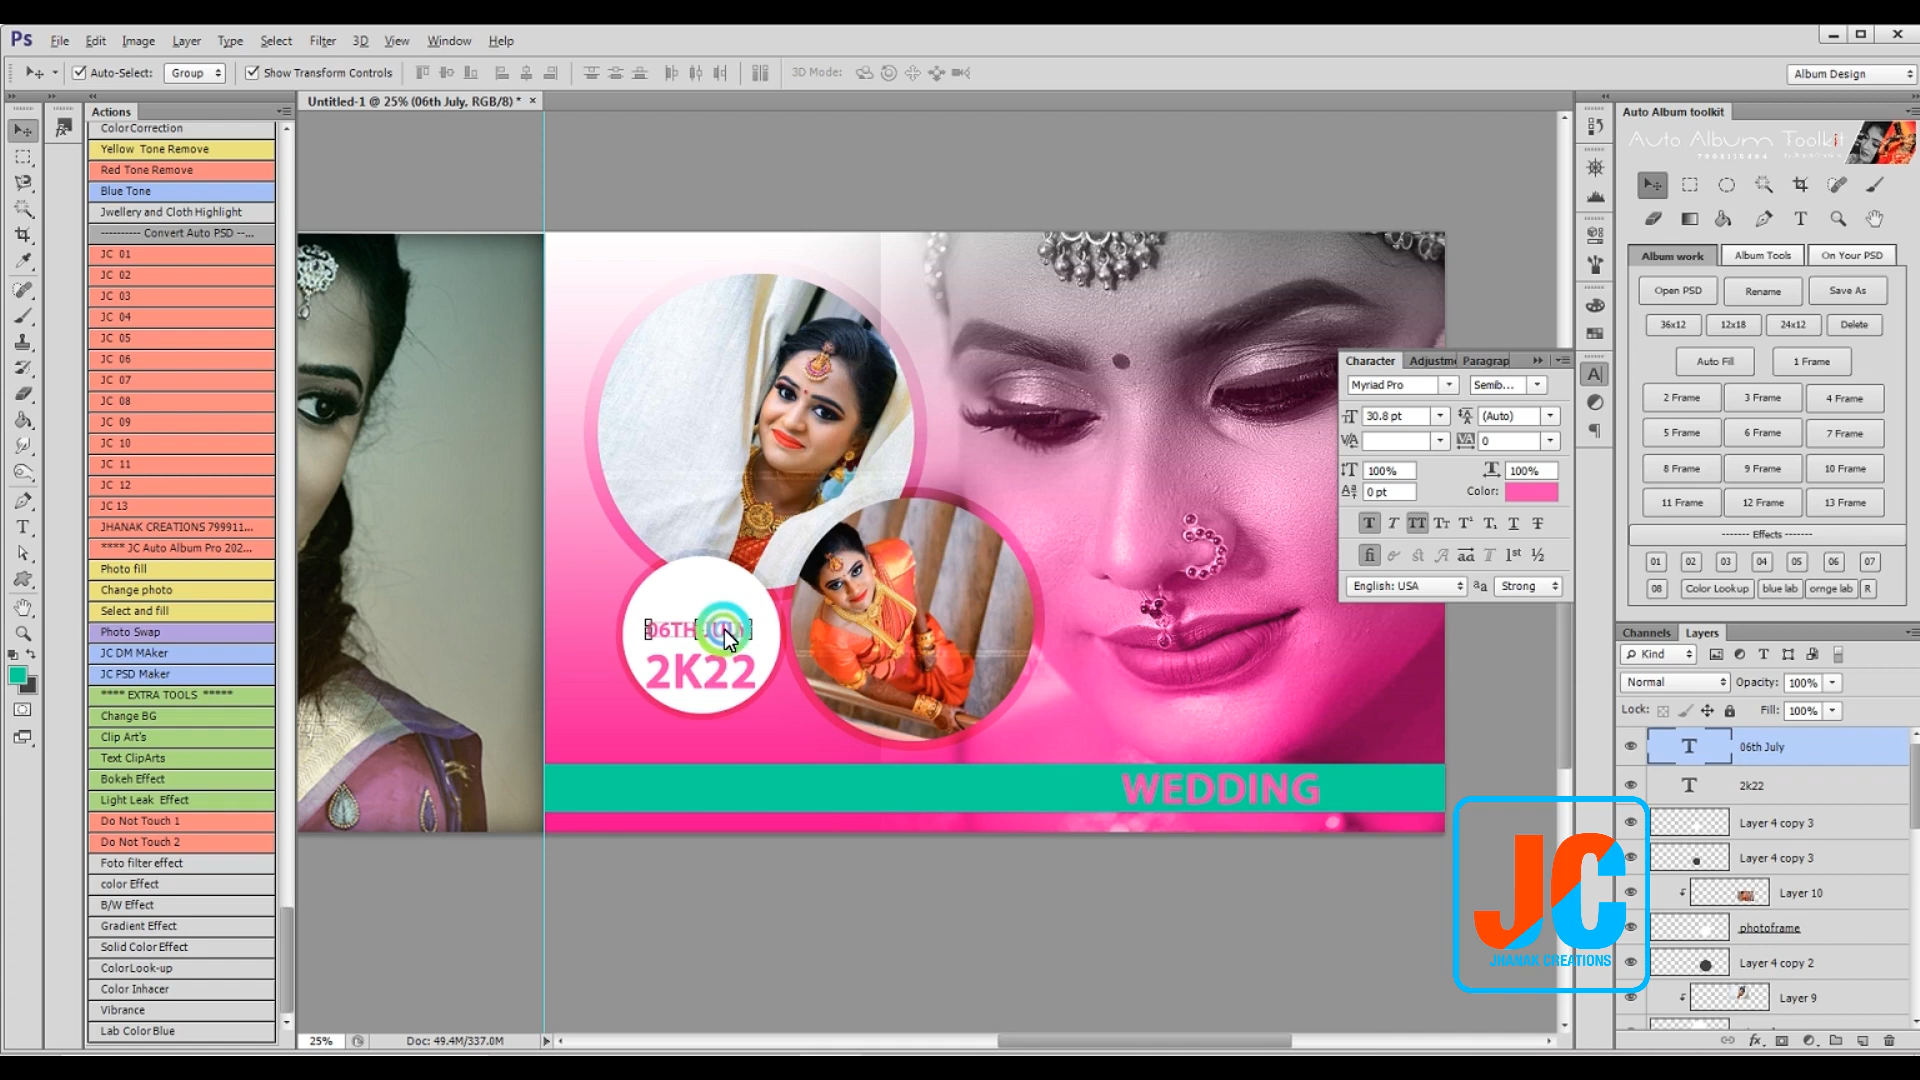 Ps File Edit Image Layer Type Select Filter 3D View Window Help
Auto-Select: Group Show Transform Controls 3D Mode: Album Design
Untitled-1 @ 25% (06th July, RGB/8) * ×
Actions
ColorCorrection
Yellow Tone Remove
Red Tone Remove
Blue Tone
Jwellery and Cloth Highlight
---------- Convert Auto PSD --...
JC 01
JC 02
JC 03
JC 04
JC 05
JC 06
JC 07
JC 08
JC 09
JC 10
JC 11
JC 12
JC 13
JHANAK CREATIONS 799911...
**** JC Auto Album Pro 202...
Photo fill
Change photo
Select and fill
Photo Swap
JC DM MAker
JC PSD Maker
**** EXTRA TOOLS *****
Change BG
Clip Art's
Text ClipArts
Bokeh Effect
Light Leak Effect
Do Not Touch 1
Do Not Touch 2
Foto filter effect
color Effect
B/W Effect
Gradient Effect
Solid Color Effect
ColorLook-up
Color Inhacer
Vibrance
Lab Color Blue
06TH JULY
2K22
WEDDING
25% Doc: 49.4M/337.0M
Character Adjustme Paragrap
Myriad Pro Semib...
30.8 pt (Auto)
0
100% 100%
0 pt Color:
English: USA Strong
Auto Album toolkit
Auto Album Toolkit
Album work Album Tools On Your PSD
Open PSD Rename Save As
36x12 12x18 24x12 Delete
Auto Fill 1 Frame
2 Frame 3 Frame 4 Frame
5 Frame 6 Frame 7 Frame
8 Frame 9 Frame 10 Frame
11 Frame 12 Frame 13 Frame
------- Effects -------
01 02 03 04 05 06 07
08 Color Lookup blue lab ornge lab R
Channels Layers
Kind
Normal Opacity: 100%
Lock: Fill: 100%
06th July
2k22
Layer 4 copy 3
Layer 4 copy 3
Layer 10
photoframe
Layer 4 copy 2
Layer 9
JC
JHANAK CREATIONS